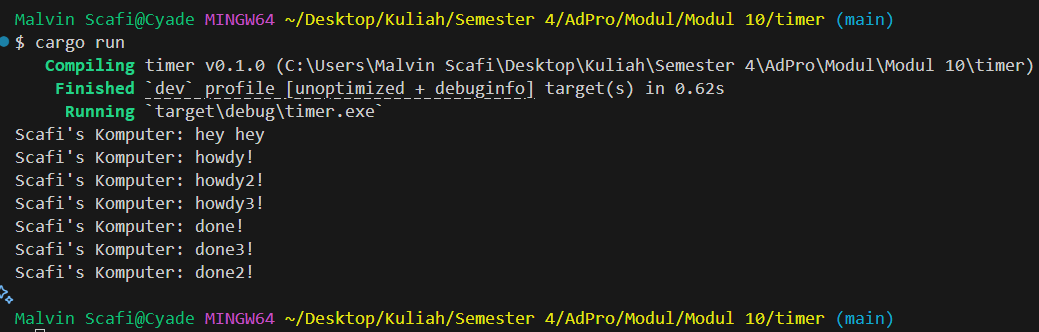 Malvin Scafi@Cyade MINGW64 ~/Desktop/Kuliah/Semester 4/AdPro/Modul/Modul 10/timer (main)
$ cargo run
   Compiling timer v0.1.0 (C:\Users\Malvin Scafi\Desktop\Kuliah\Semester 4\AdPro\Modul\Modul 10\timer)
    Finished `dev` profile [unoptimized + debuginfo] target(s) in 0.62s
     Running `target\debug\timer.exe`
Scafi's Komputer: hey hey
Scafi's Komputer: howdy!
Scafi's Komputer: howdy2!
Scafi's Komputer: howdy3!
Scafi's Komputer: done!
Scafi's Komputer: done3!
Scafi's Komputer: done2!
Malvin Scafi@Cyade MINGW64 ~/Desktop/Kuliah/Semester 4/AdPro/Modul/Modul 10/timer (main)